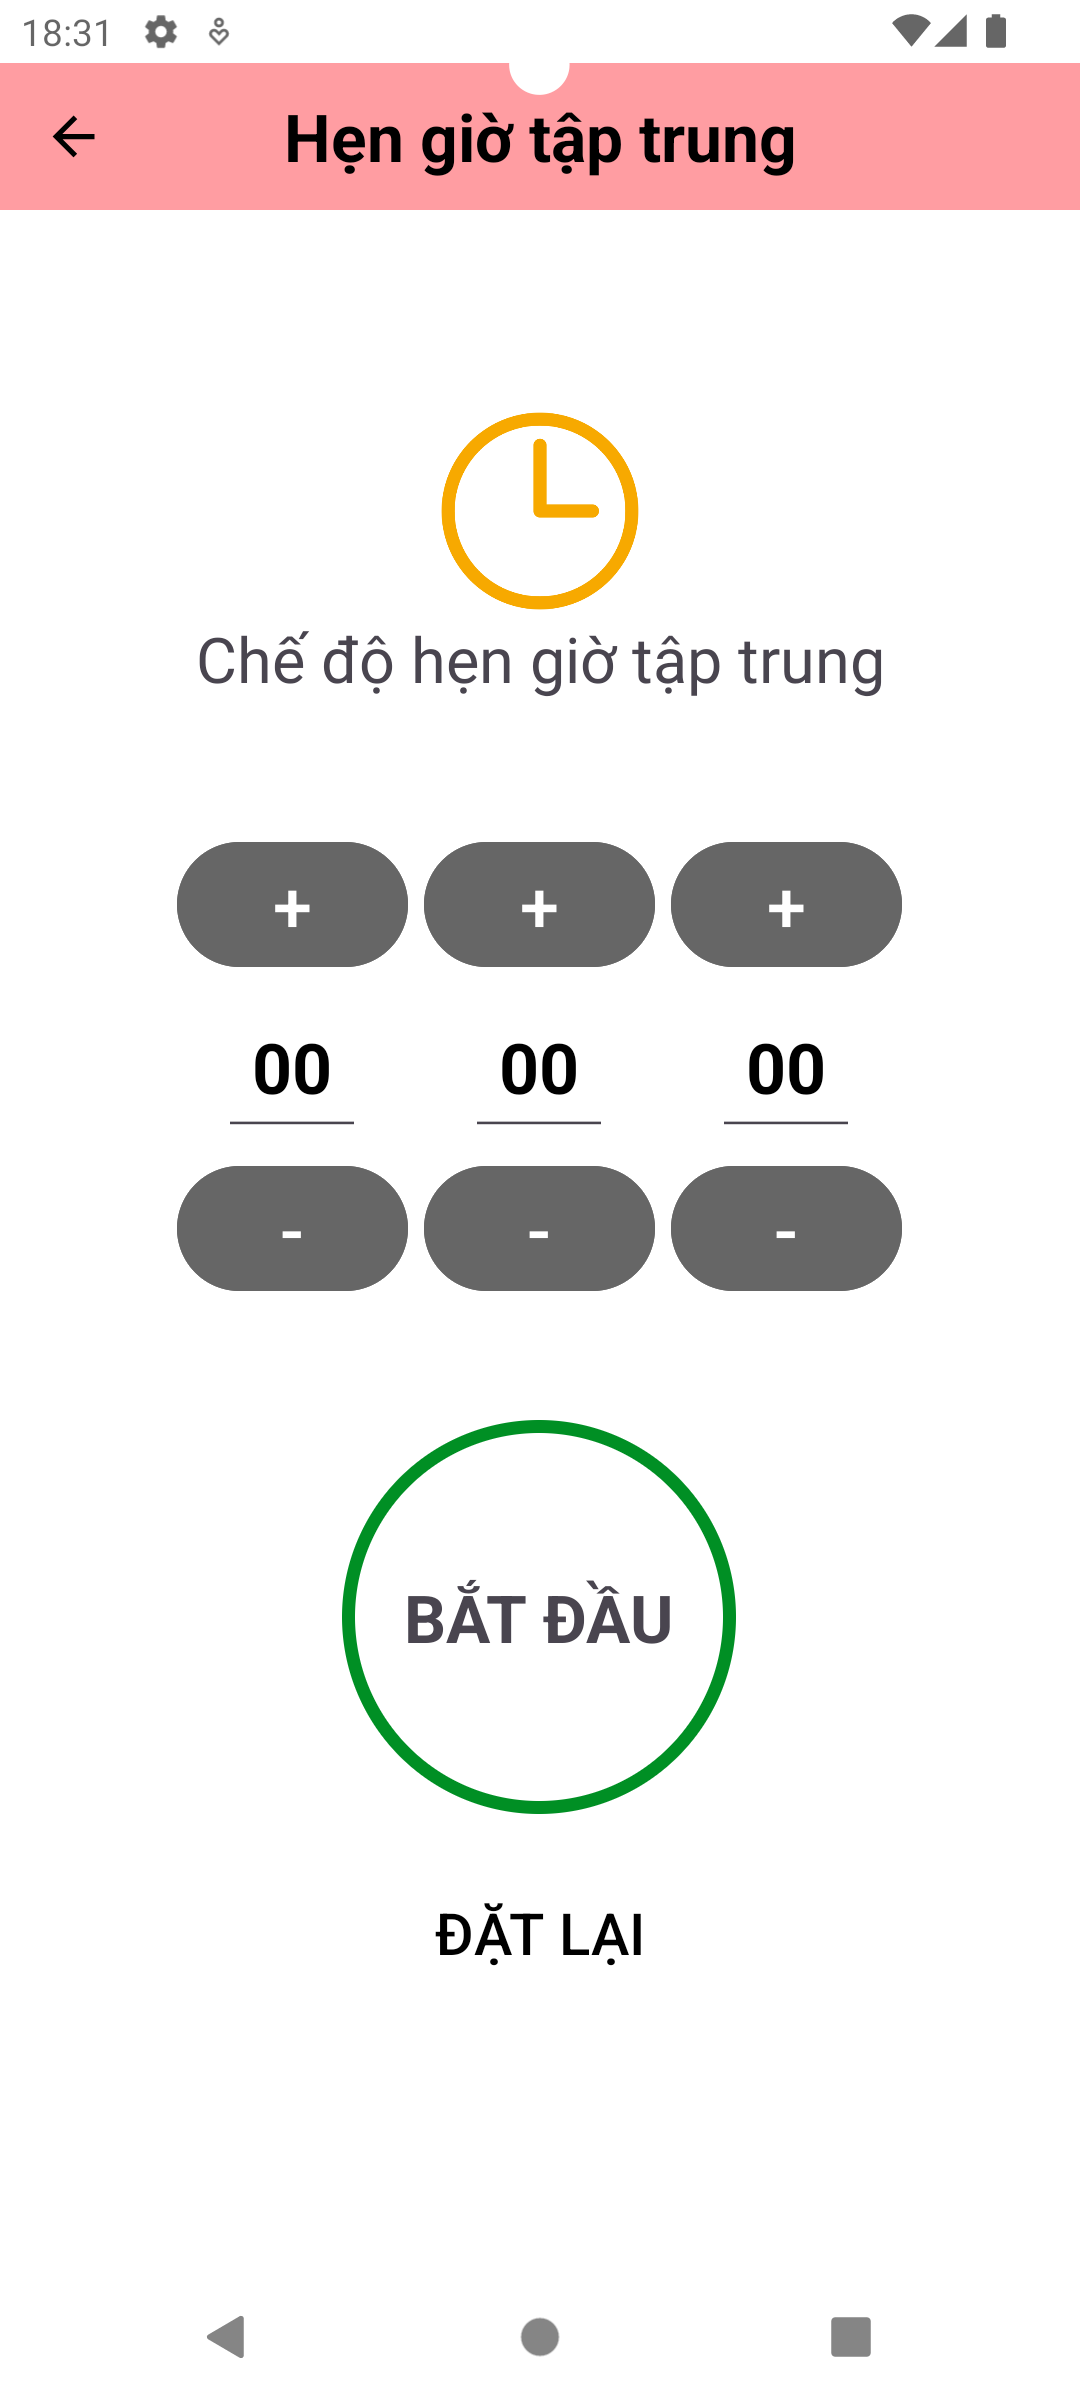 18:31
Hẹn giờ tập trung
Chế độ hẹn giờ tập trung
+ + +
00 00 00
- - -
BẮT ĐẦU
ĐẶT LẠI